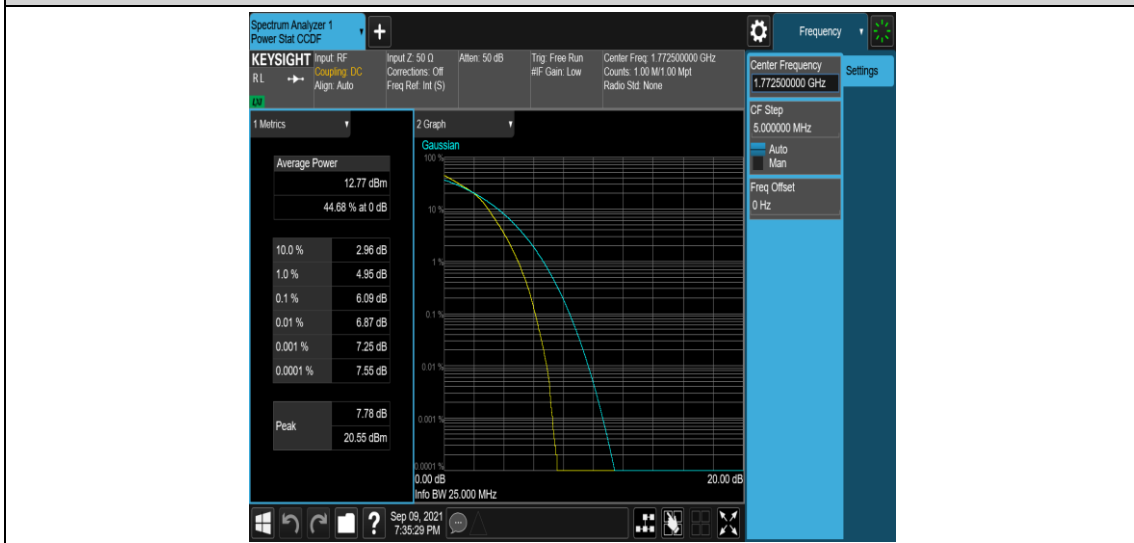 Spectrum Analyzer 1
Power Stat CCDF
+
Frequency
KEYSIGHT
Input: RF
Coupling: DC
Align: Auto
Input Z: 50 Ω
Corrections: Off
Freq Ref: Int (S)
Atten: 50 dB
Trig: Free Run
#IF Gain: Low
Center Freq: 1.772500000 GHz
Counts: 1.00 M/1.00 Mpt
Radio Std: None
RL
LXI
Center Frequency
1.772500000 GHz
Settings
CF Step
5.000000 MHz
Auto
Man
Freq Offset
0 Hz
1 Metrics
Average Power
12.77 dBm
44.68 % at 0 dB
10.0 % 2.96 dB
1.0 % 4.95 dB
0.1 % 6.09 dB
0.01 % 6.87 dB
0.001 % 7.25 dB
0.0001 % 7.55 dB
Peak
7.78 dB
20.55 dBm
2 Graph
Gaussian
100 %
10 %
1 %
0.1 %
0.01 %
0.001 %
0.0001 %
0.00 dB 20.00 dB
Info BW 25.000 MHz
?
Sep 09, 2021
7:35:29 PM